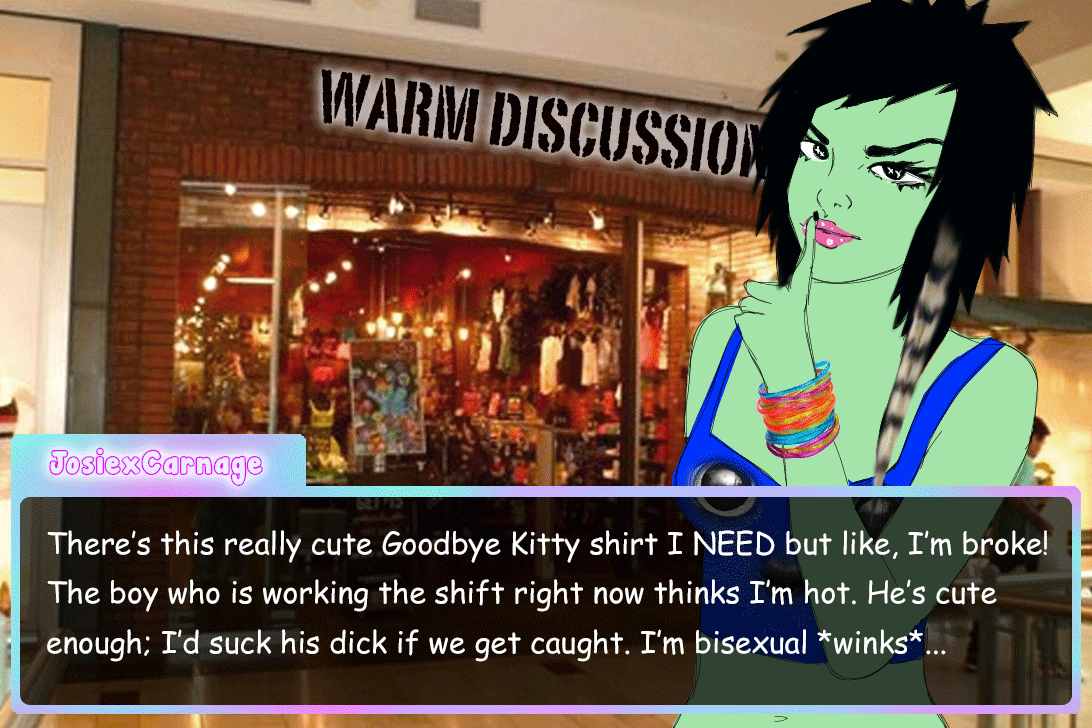 WARM DISCUSSION
JosiexCarnage
There's this really cute Goodbye Kitty shirt I NEED but like, I'm broke!
The boy who is working the shift right now thinks I'm hot. He's cute
enough; I'd suck his dick if we get caught. I'm bisexual *winks*...